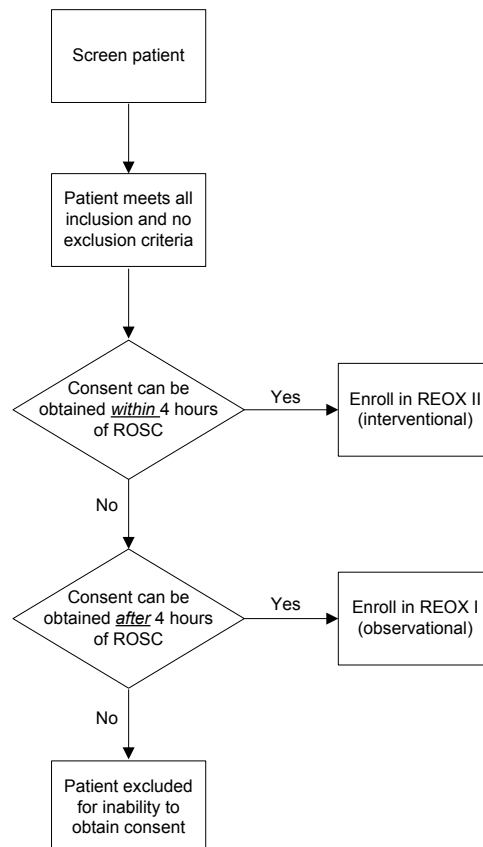 Screen patient
Patient meets all
inclusion and no
exclusion criteria
Consent can be
obtained within 4 hours
of ROSC
Yes
Enroll in REOX II
(interventional)
No
Consent can be
obtained after 4 hours
of ROSC
Yes
Enroll in REOX I
(observational)
No
Patient excluded
for inability to
obtain consent